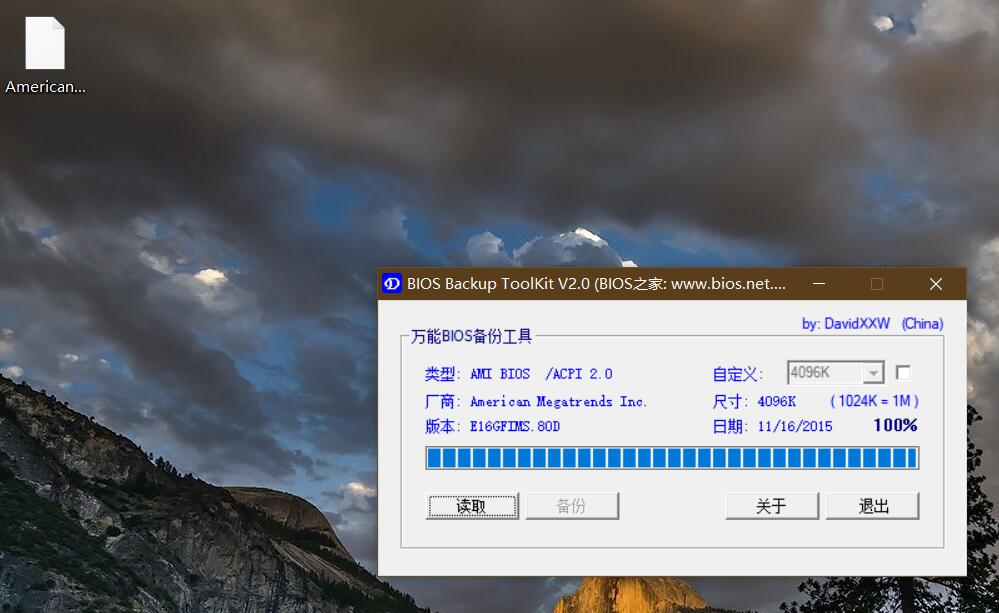 American...
BIOS Backup ToolKit V2.0 (BIOS之家: www.bios.net....
by: DavidXXW (China)
万能BIOS备份工具
类型: AMI BIOS /ACPI 2.0
自定义: 4096K
厂商: American Megatrends Inc.
尺寸: 4096K (1024K = 1M)
版本: E16GFIMS.80D
日期: 11/16/2015 100%
读取 备份 关于 退出